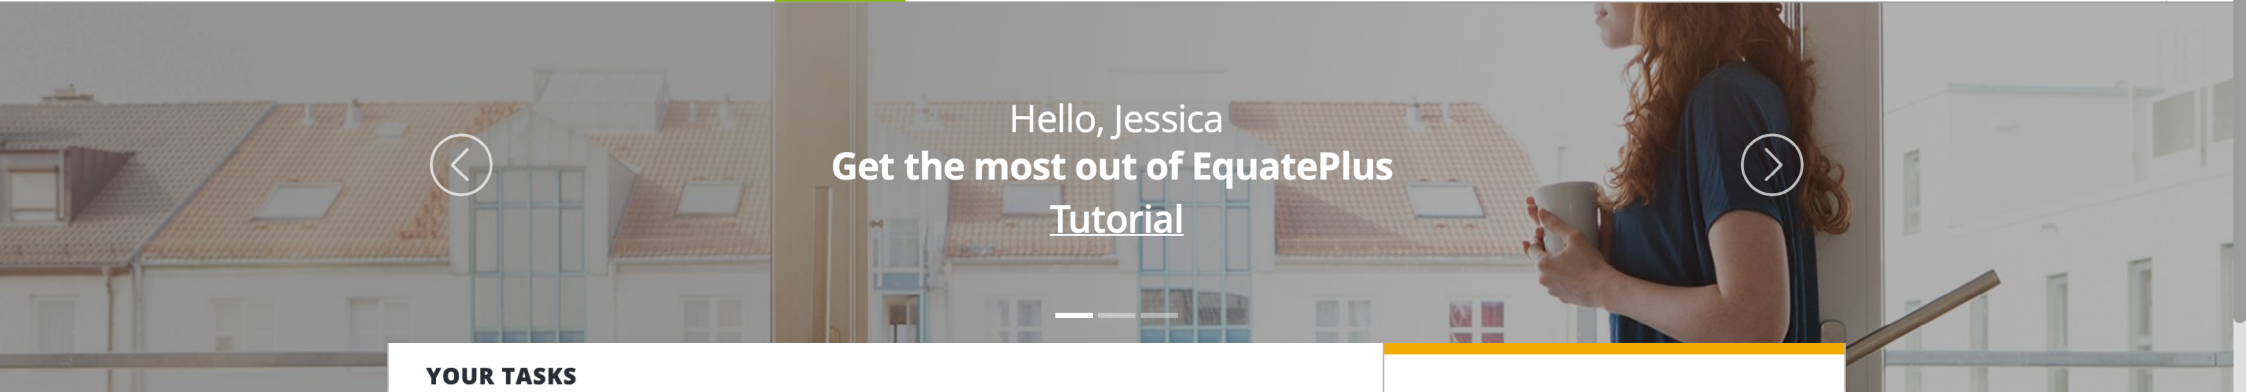 Hello, Jessica
Get the most out of EquatePlus
Tutorial
YOUR TASKS